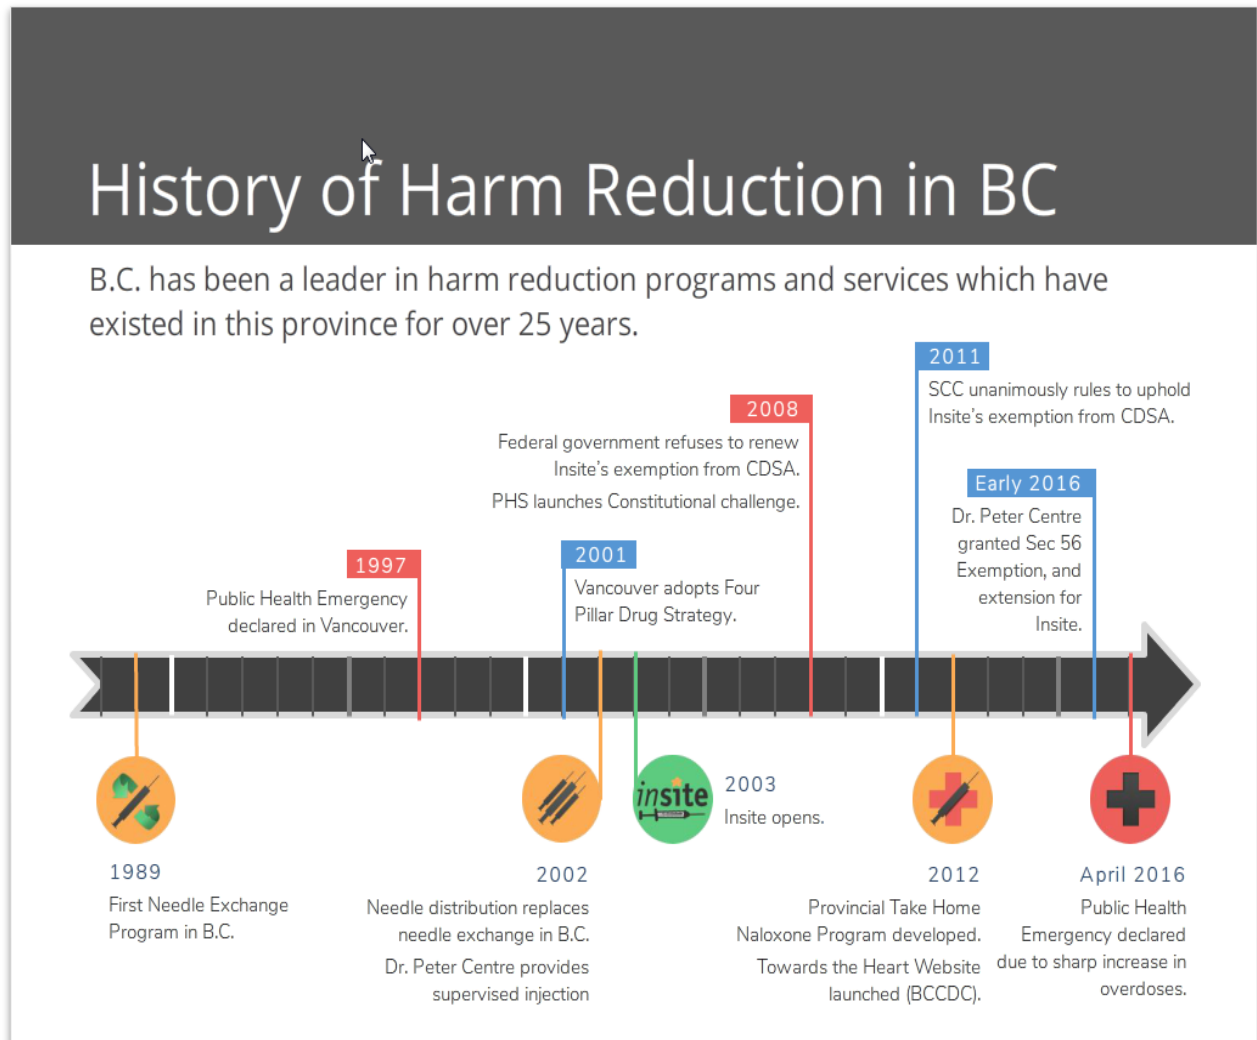 History of Harm Reduction in BC
B.C. has been a leader in harm reduction programs and services which have
existed in this province for over 25 years.
2011
SCC unanimously rules to uphold
Insite's exemption from CDSA.
2008
Federal government refuses to renew
Insite's exemption from CDSA.
PHS launches Constitutional challenge.
Early 2016
Dr. Peter Centre
granted Sec 56
Exemption, and
extension for
Insite.
2001
Vancouver adopts Four
Pillar Drug Strategy.
1997
Public Health Emergency
declared in Vancouver.
1989
First Needle Exchange
Program in B.C.
2002
Needle distribution replaces
needle exchange in B.C.
Dr. Peter Centre provides
supervised injection
insite
2003
Insite opens.
2012
Provincial Take Home
Naloxone Program developed.
Towards the Heart Website
launched (BCCDC).
April 2016
Public Health
Emergency declared
due to sharp increase in
overdoses.